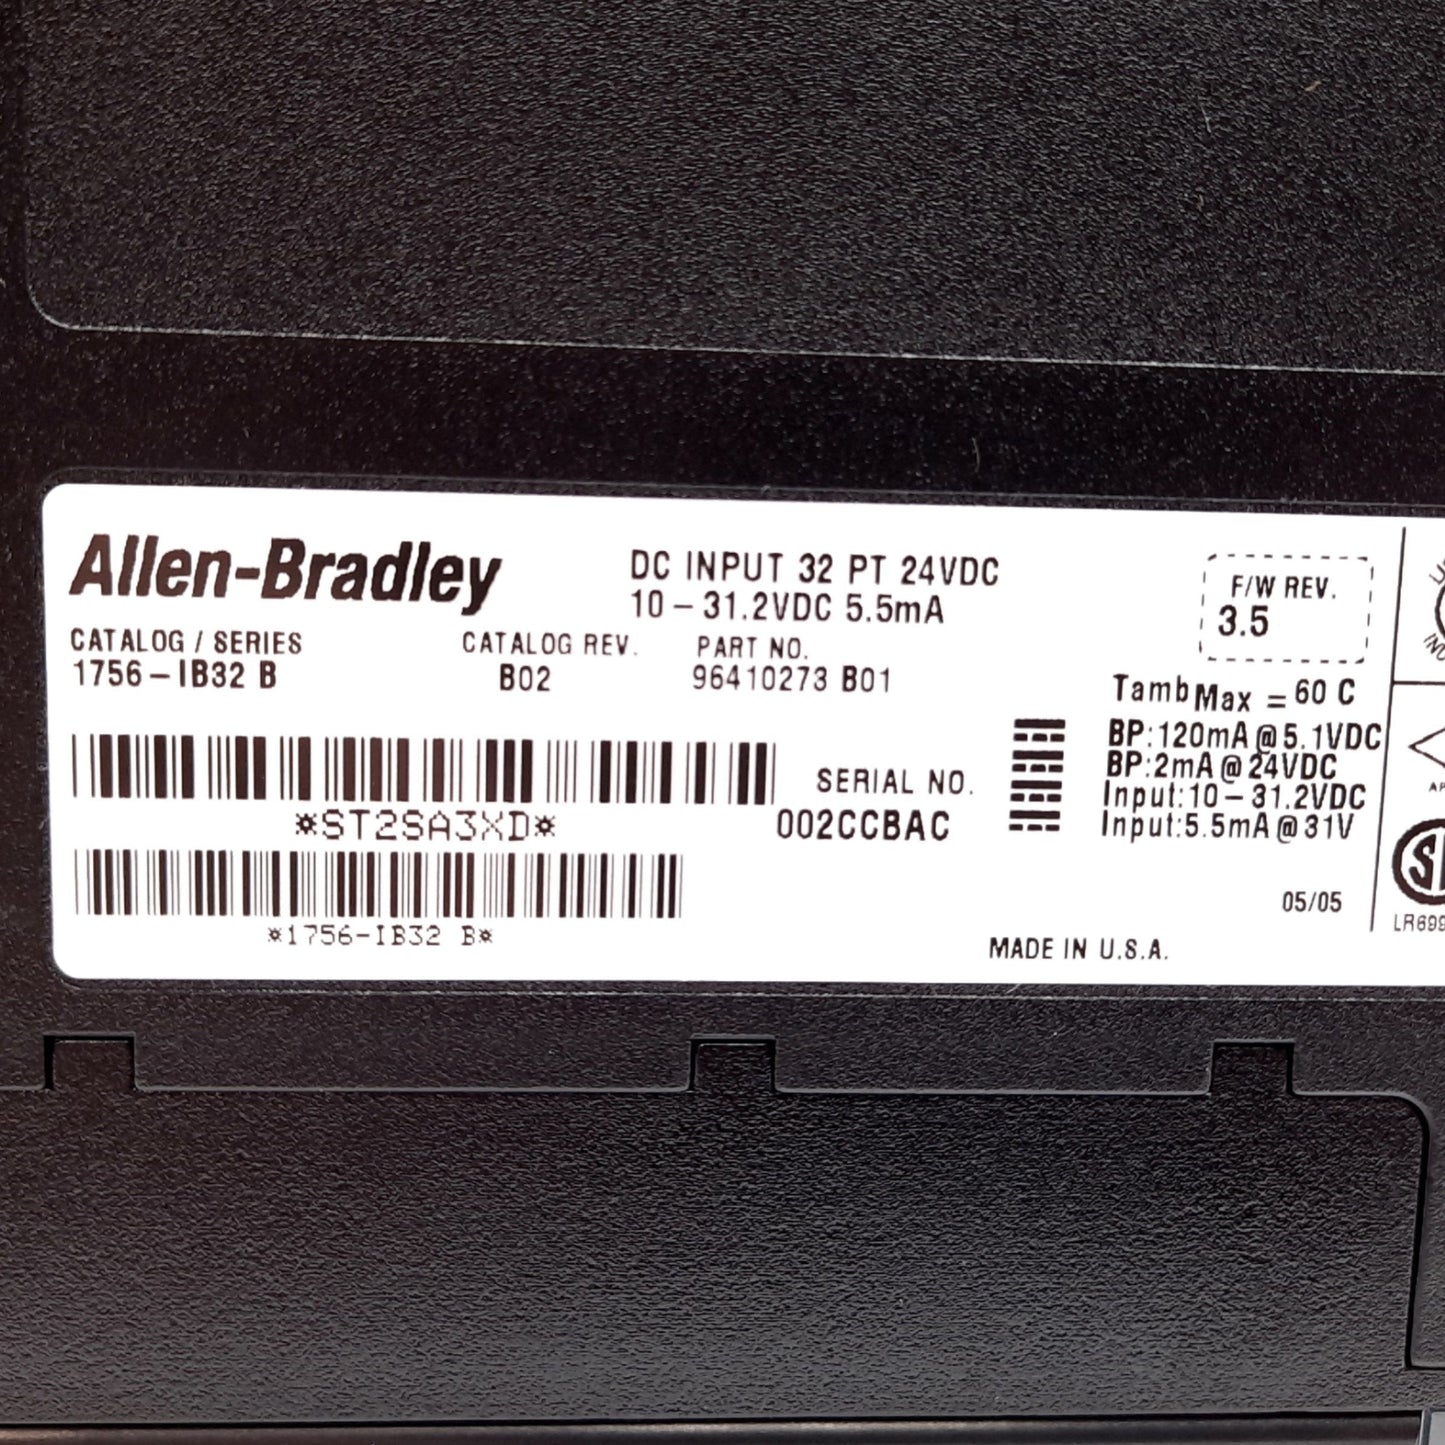 Allen-Bradley
DC INPUT 32 PT 24VDC
10 – 31.2VDC 5.5mA
CATALOG / SERIES
1756 – IB32 B
CATALOG REV.
B02
PART NO.
96410273 B01
F/W REV.
3.5
Tamb Max = 60 C
BP: 120mA @ 5.1VDC
BP: 2mA @ 24VDC
Input: 10 – 31.2VDC
Input: 5.5mA @ 31V
SERIAL NO.
002CCBAC
*ST2SA3XD*
*1756-IB32 B*
05/05
MADE IN U.S.A.